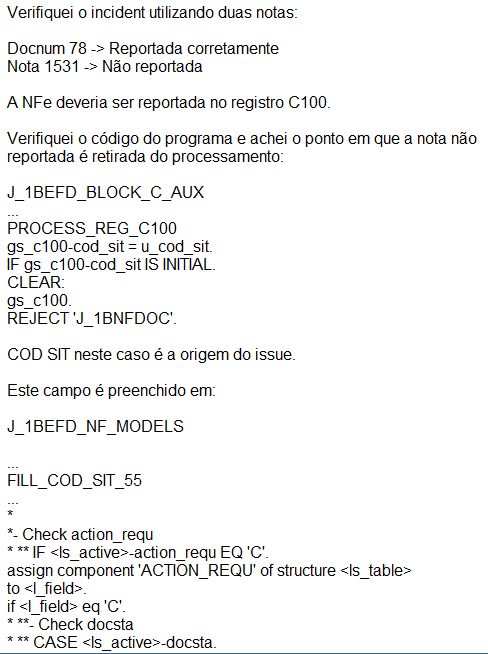 Verifiquei o incident utilizando duas notas:
Docnum 78 -> Reportada corretamente
Nota 1531 -> Não reportada
A NFe deveria ser reportada no registro C100.
Verifiquei o código do programa e achei o ponto em que a nota não
reportada é retirada do processamento:
J_1BEFD_BLOCK_C_AUX
...
PROCESS_REG_C100
gs_c100-cod_sit = u_cod_sit.
IF gs_c100-cod_sit IS INITIAL.
CLEAR:
gs_c100.
REJECT 'J_1BNFDOC'.
COD SIT neste caso é a origem do issue.
Este campo é preenchido em:
J_1BEFD_NF_MODELS
...
FILL_COD_SIT_55
...
*
*- Check action_requ
* ** IF <ls_active>-action_requ EQ 'C'.
assign component 'ACTION_REQU' of structure <ls_table>
to <l_field>.
if <l_field> eq 'C'.
* **- Check docsta
* ** CASE <ls_active>-docsta.